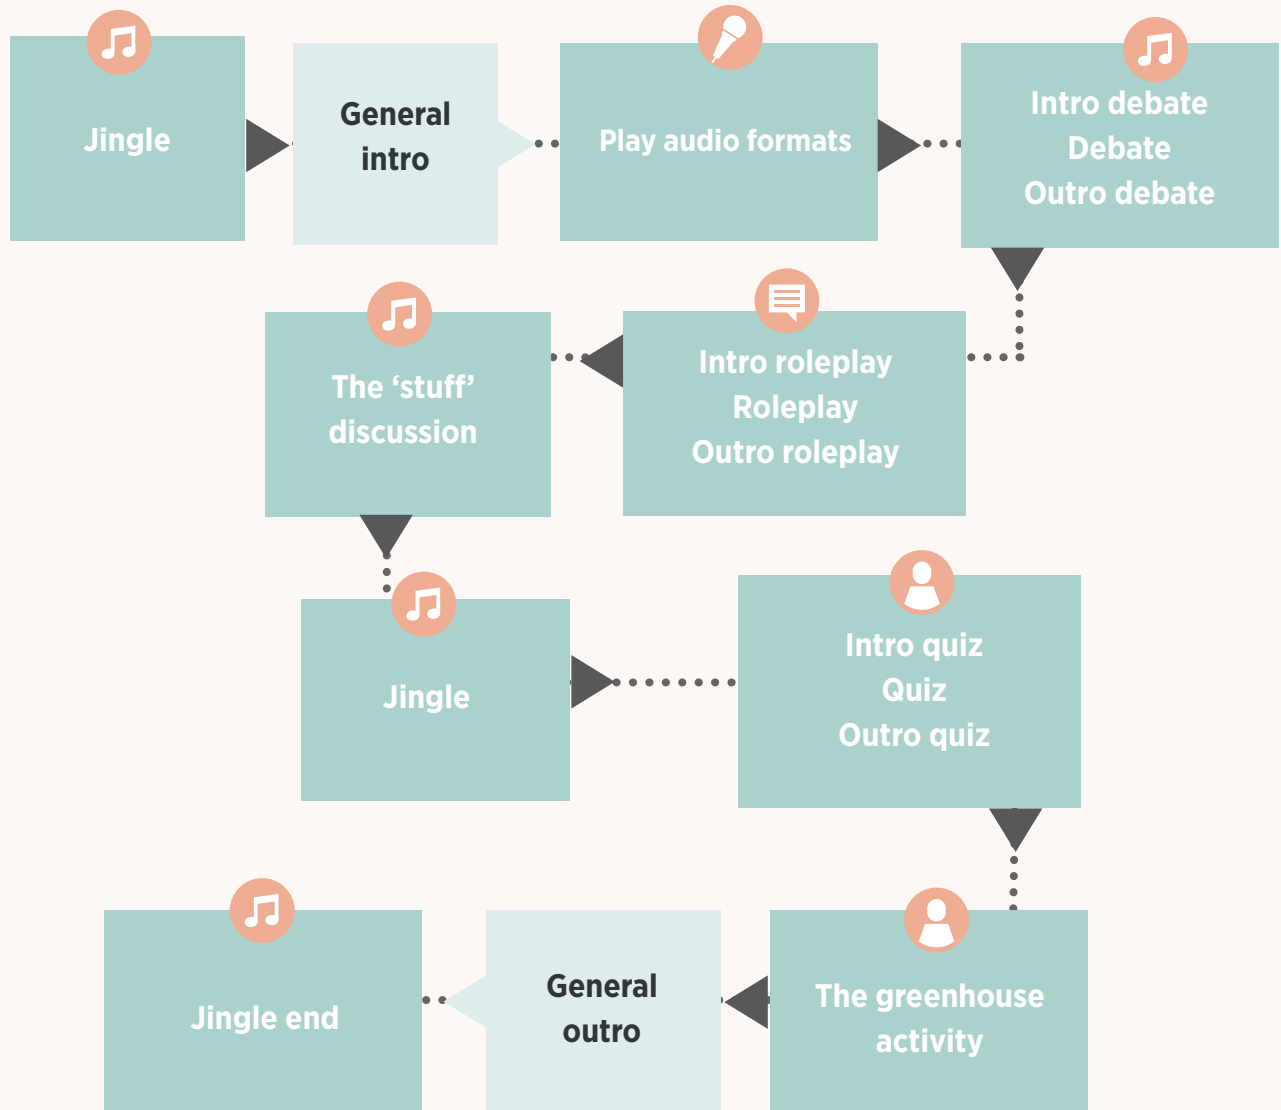 Jingle
General
intro
Play audio formats
Intro debate
Debate
Outro debate
Intro roleplay
Roleplay
Outro roleplay
The ‘stuff’
discussion
Jingle
Intro quiz
Quiz
Outro quiz
The greenhouse
activity
General
outro
Jingle end